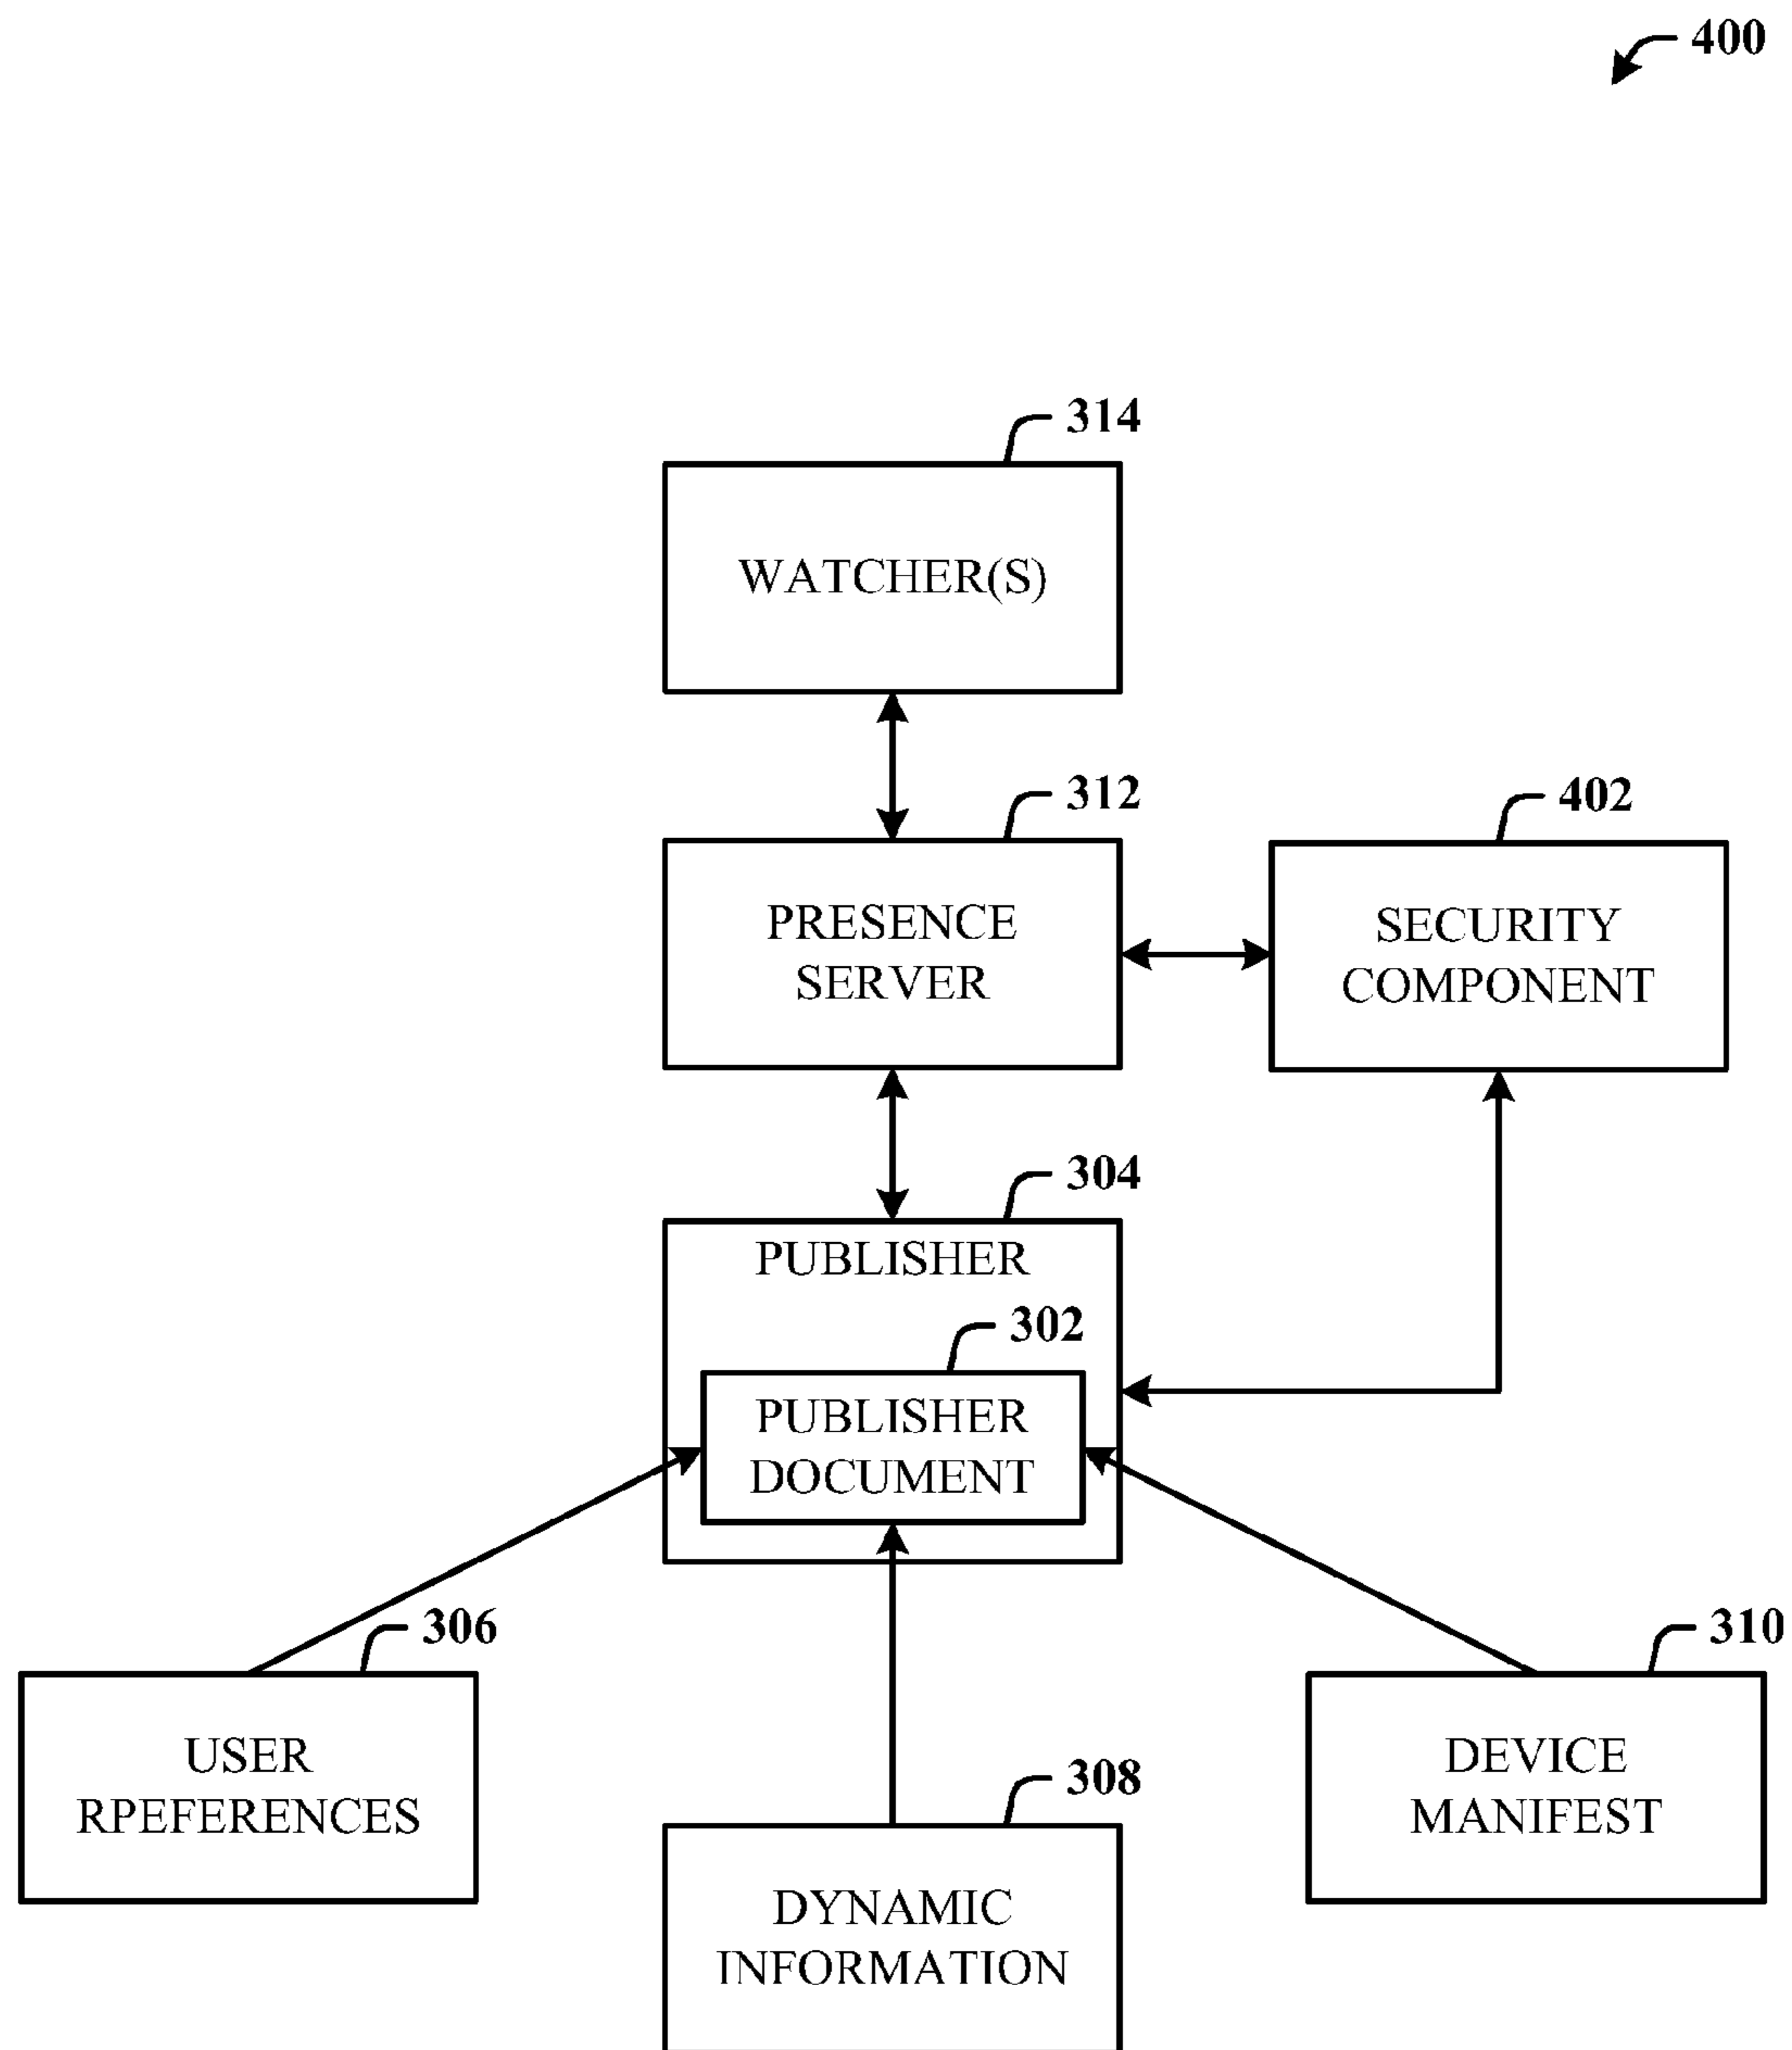 400
314
WATCHER(S)
312
PRESENCE
SERVER
402
SECURITY
COMPONENT
304
PUBLISHER
302
PUBLISHER
DOCUMENT
306
USER
RPEFERENCES
308
DYNAMIC
INFORMATION
310
DEVICE
MANIFEST